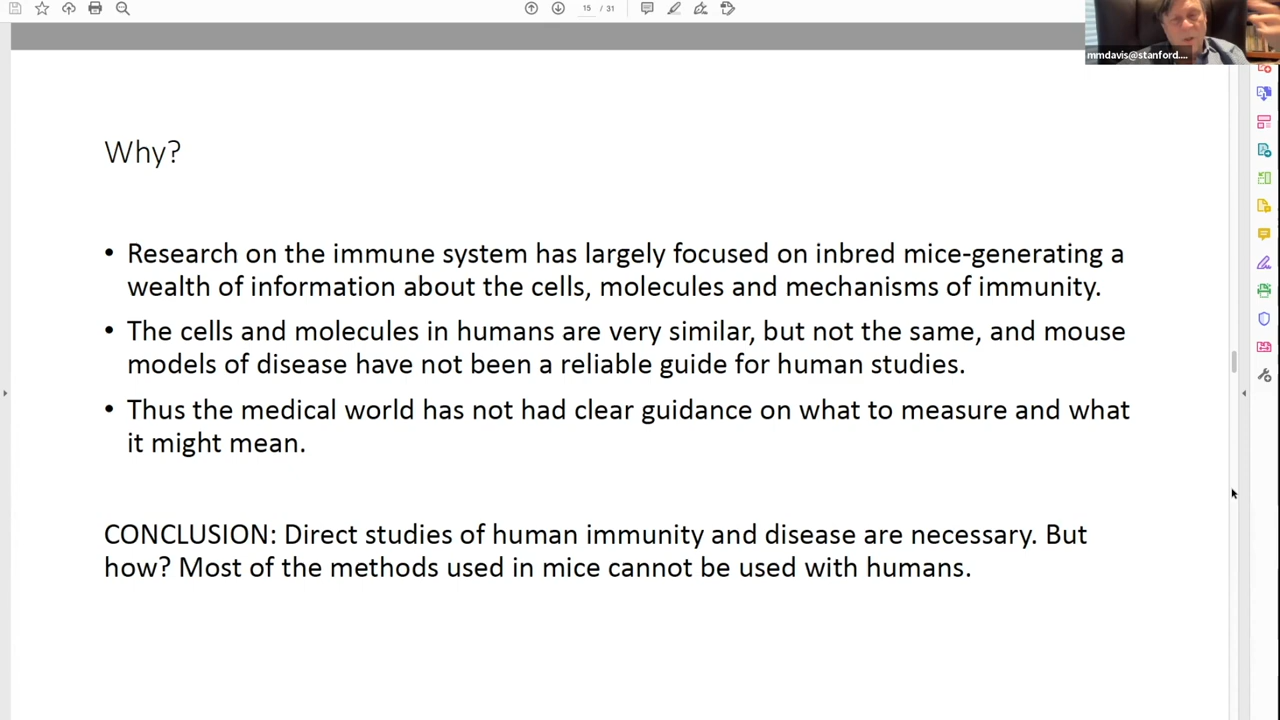 15 / 31
mmdavis@stanford....
Why?
• Research on the immune system has largely focused on inbred mice-generating a
wealth of information about the cells, molecules and mechanisms of immunity.
• The cells and molecules in humans are very similar, but not the same, and mouse
models of disease have not been a reliable guide for human studies.
• Thus the medical world has not had clear guidance on what to measure and what
it might mean.
CONCLUSION: Direct studies of human immunity and disease are necessary. But
how? Most of the methods used in mice cannot be used with humans.